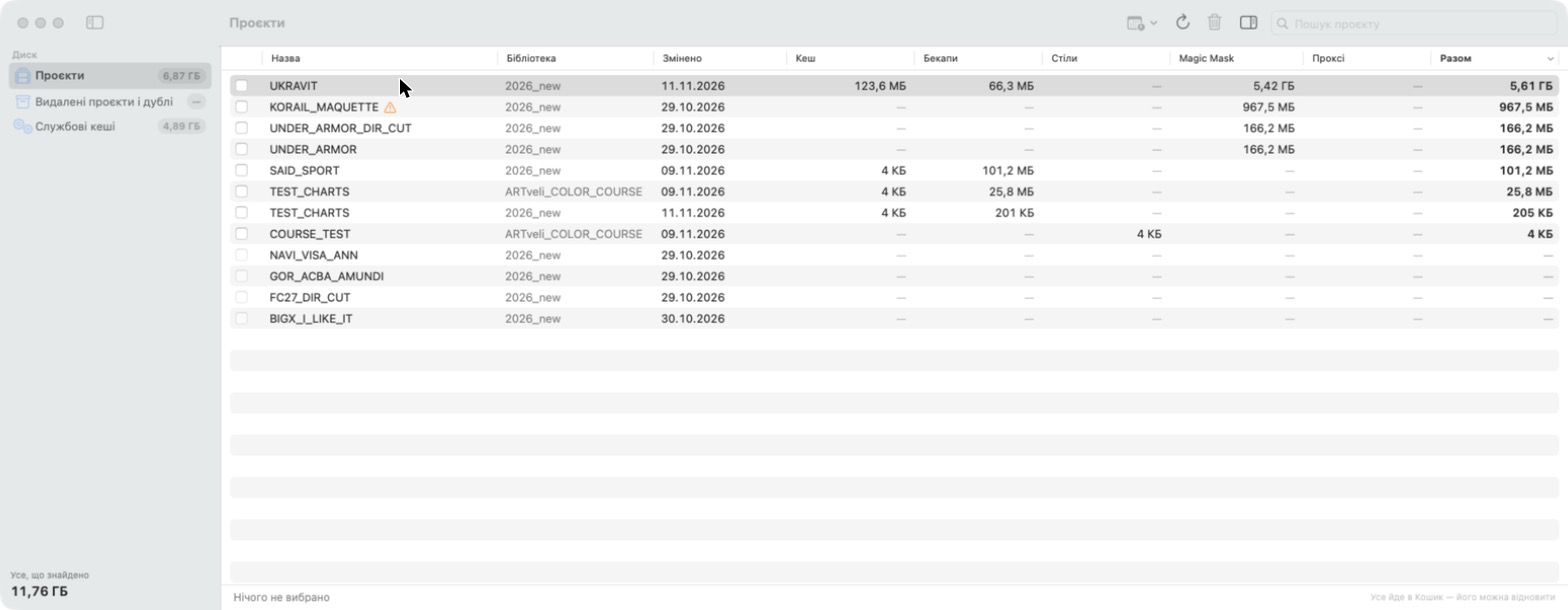 Проєкти
Пошук проєкту
Диск
Проєкти 6,87 ГБ
Видалені проєкти і дублі —
Службові кеші 4,89 ГБ
Назва Бібліотека Змінено Кеш Бекапи Стіли Magic Mask Проксі Разом
UKRAVIT 2026_new 11.11.2026 123,6 МБ 66,3 МБ — 5,42 ГБ — 5,61 ГБ
KORAIL_MAQUETTE 2026_new 29.10.2026 — — — 967,5 МБ — 967,5 МБ
UNDER_ARMOR_DIR_CUT 2026_new 29.10.2026 — — — 166,2 МБ — 166,2 МБ
UNDER_ARMOR 2026_new 29.10.2026 — — — 166,2 МБ — 166,2 МБ
SAID_SPORT 2026_new 09.11.2026 4 КБ 101,2 МБ — — — 101,2 МБ
TEST_CHARTS ARTveli_COLOR_COURSE 09.11.2026 4 КБ 25,8 МБ — — — 25,8 МБ
TEST_CHARTS 2026_new 11.11.2026 4 КБ 201 КБ — — — 205 КБ
COURSE_TEST ARTveli_COLOR_COURSE 09.11.2026 — — 4 КБ — — 4 КБ
NAVI_VISA_ANN 2026_new 29.10.2026 — — — — — —
GOR_ACBA_AMUNDI 2026_new 29.10.2026 — — — — — —
FC27_DIR_CUT 2026_new 29.10.2026 — — — — — —
BIGX_I_LIKE_IT 2026_new 30.10.2026 — — — — — —
Усе, що знайдено
11,76 ГБ
Нічого не вибрано
Усе йде в Кошик — його можна відновити